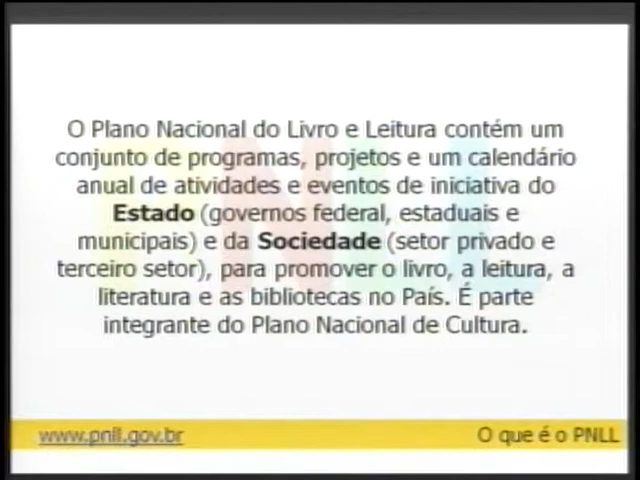 O Plano Nacional do Livro e Leitura contém um
conjunto de programas, projetos e um calendário
anual de atividades e eventos de iniciativa do
Estado (governos federal, estaduais e
municipais) e da Sociedade (setor privado e
terceiro setor), para promover o livro, a leitura, a
literatura e as bibliotecas no País. É parte
integrante do Plano Nacional de Cultura.
PNLL
www.pnll.gov.br
O que é o PNLL